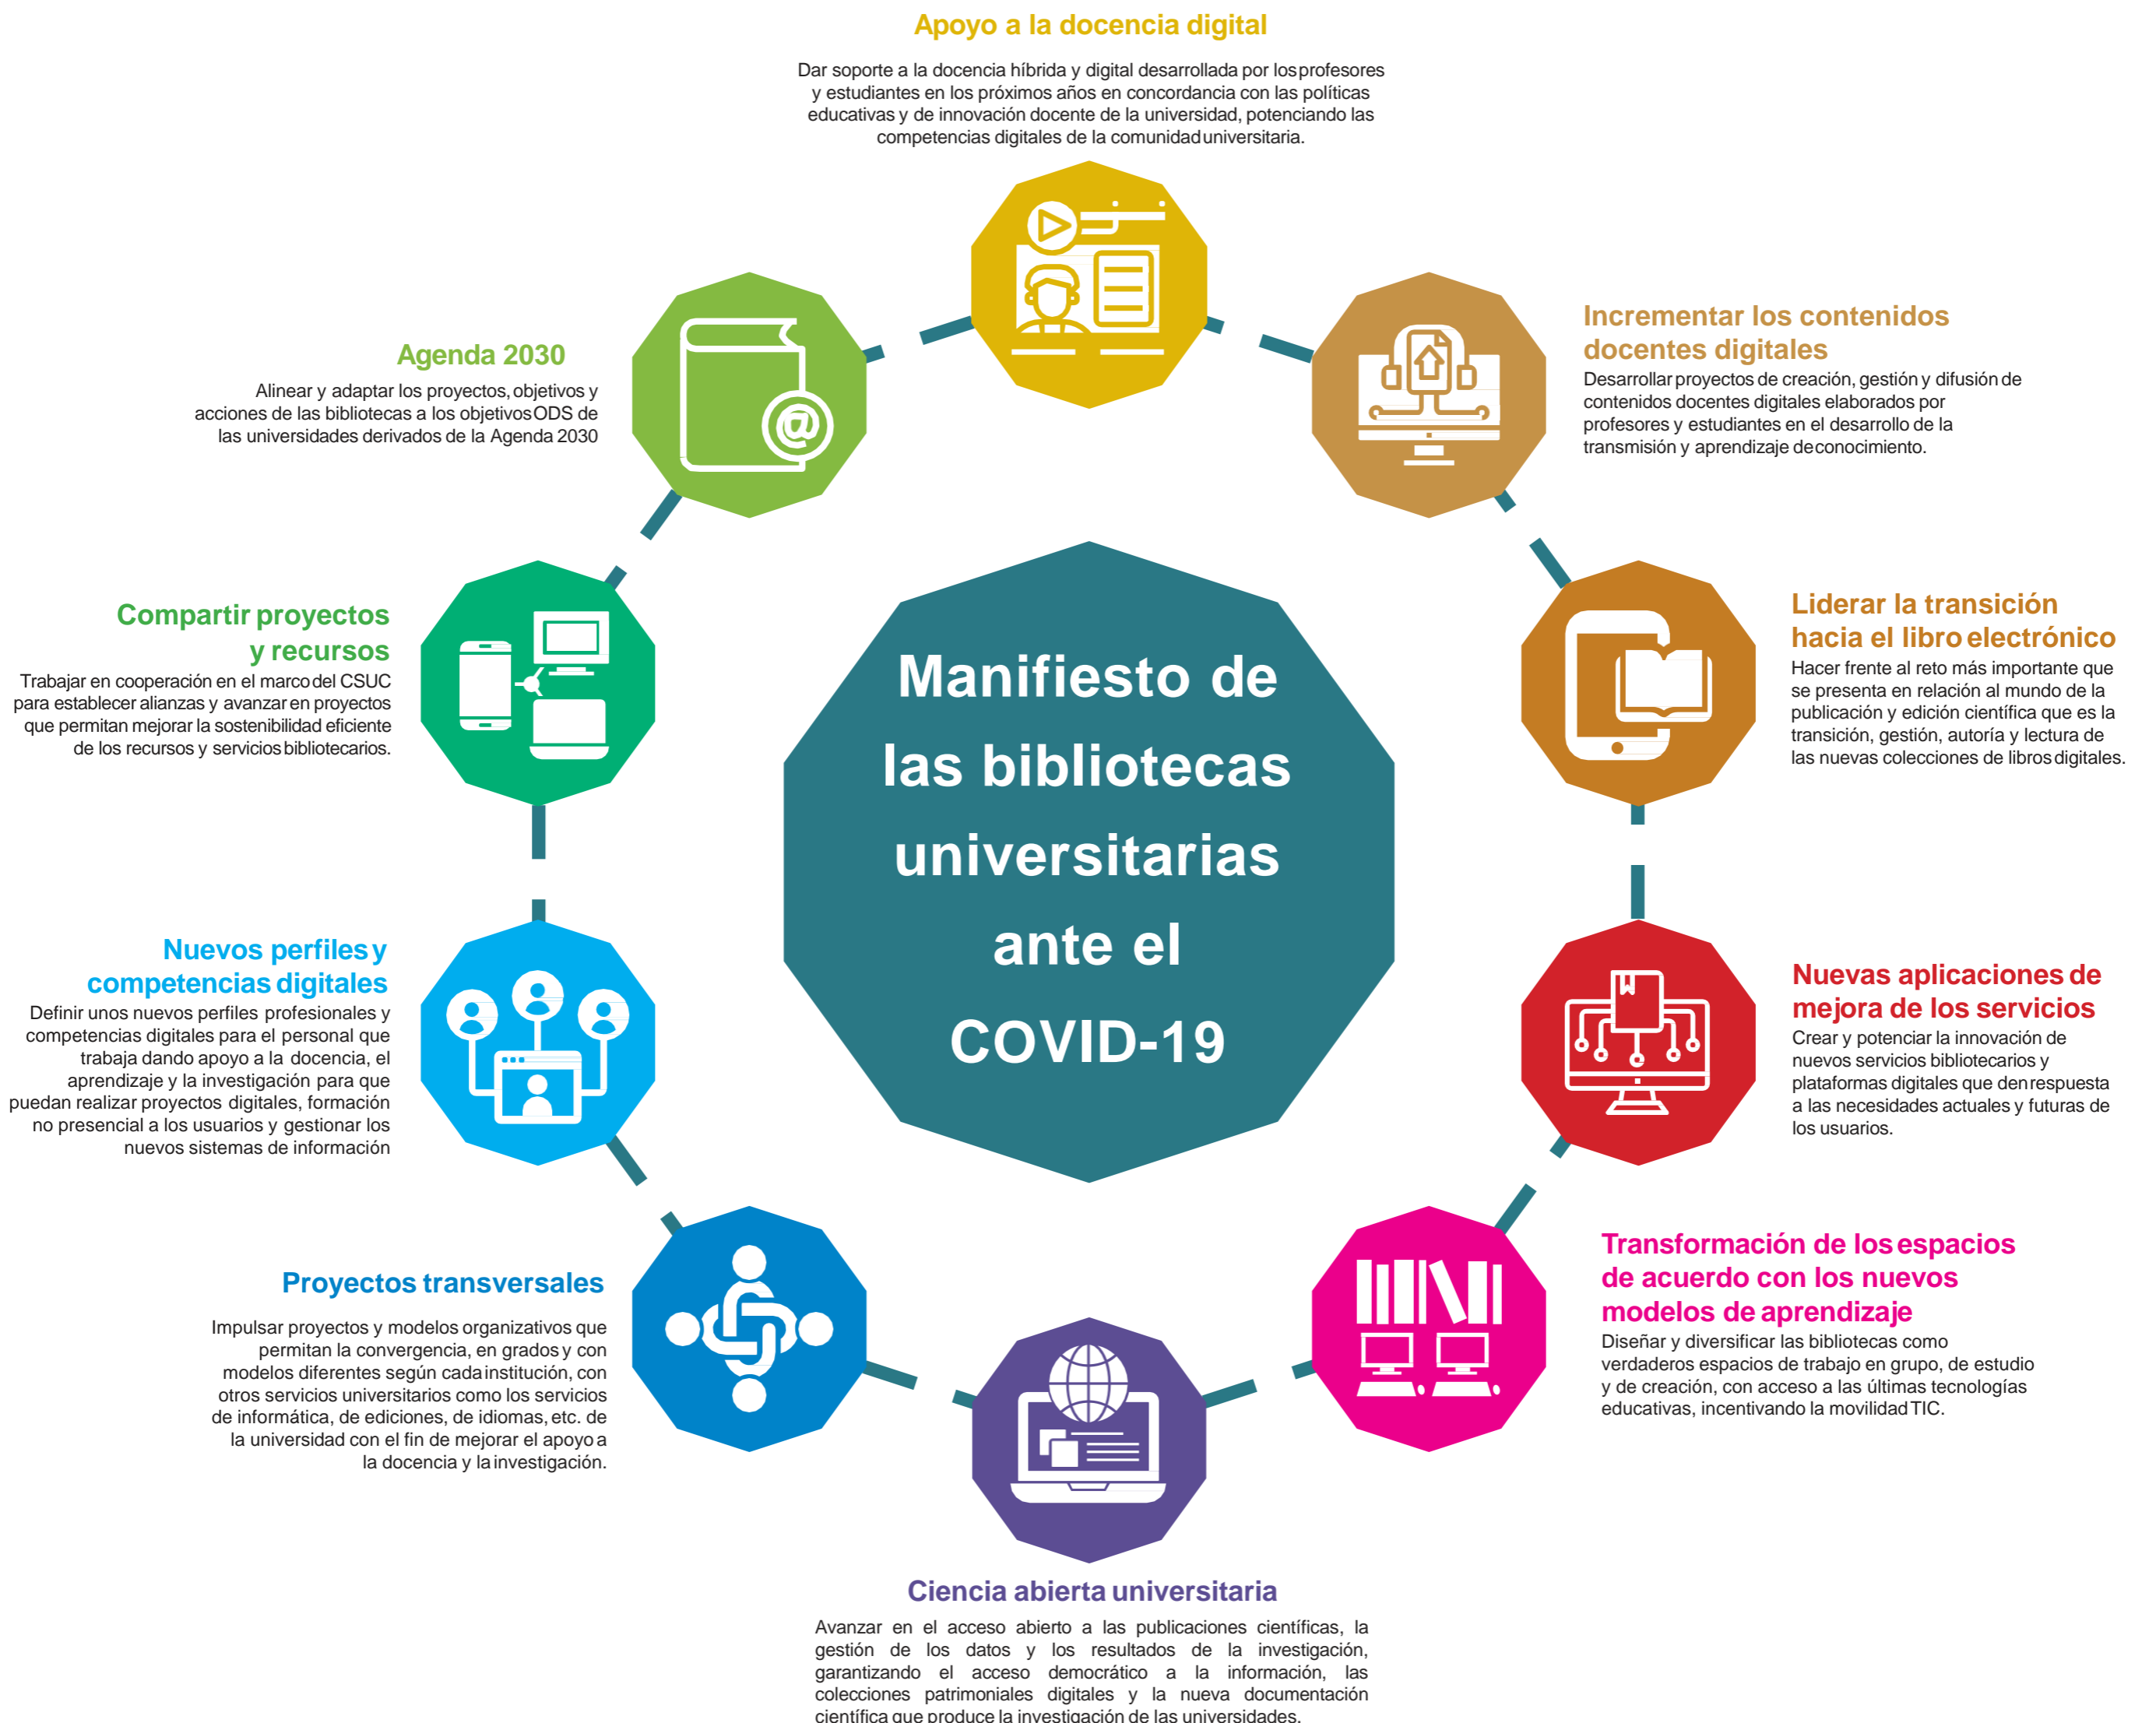 Apoyo a la docencia digital
Dar soporte a la docencia híbrida y digital desarrollada por los profesores
y estudiantes en los próximos años en concordancia con las políticas
educativas y de innovación docente de la universidad, potenciando las
competencias digitales de la comunidad universitaria.
Incrementar los contenidos
docentes digitales
Desarrollar proyectos de creación, gestión y difusión de
contenidos docentes digitales elaborados por
profesores y estudiantes en el desarrollo de la
transmisión y aprendizaje de conocimiento.
Liderar la transición
hacia el libro electrónico
Hacer frente al reto más importante que
se presenta en relación al mundo de la
publicación y edición científica que es la
transición, gestión, autoría y lectura de
las nuevas colecciones de libros digitales.
Nuevas aplicaciones de
mejora de los servicios
Crear y potenciar la innovación de
nuevos servicios bibliotecarios y
plataformas digitales que den respuesta
a las necesidades actuales y futuras de
los usuarios.
Transformación de los espacios
de acuerdo con los nuevos
modelos de aprendizaje
Diseñar y diversificar las bibliotecas como
verdaderos espacios de trabajo en grupo, de estudio
y de creación, con acceso a las últimas tecnologías
educativas, incentivando la movilidad TIC.
Ciencia abierta universitaria
Avanzar en el acceso abierto a las publicaciones científicas, la
gestión de los datos y los resultados de la investigación,
garantizando el acceso democrático a la información, las
colecciones patrimoniales digitales y la nueva documentación
científica que produce la investigación de las universidades.
Proyectos transversales
Impulsar proyectos y modelos organizativos que
permitan la convergencia, en grados y con
modelos diferentes según cada institución, con
otros servicios universitarios como los servicios
de informática, de ediciones, de idiomas, etc. de
la universidad con el fin de mejorar el apoyo a
la docencia y la investigación.
Nuevos perfiles y
competencias digitales
Definir unos nuevos perfiles profesionales y
competencias digitales para el personal que
trabaja dando apoyo a la docencia, el
aprendizaje y la investigación para que
puedan realizar proyectos digitales, formación
no presencial a los usuarios y gestionar los
nuevos sistemas de información
Compartir proyectos
y recursos
Trabajar en cooperación en el marco del CSUC
para establecer alianzas y avanzar en proyectos
que permitan mejorar la sostenibilidad eficiente
de los recursos y servicios bibliotecarios.
Agenda 2030
Alinear y adaptar los proyectos, objetivos y
acciones de las bibliotecas a los objetivos ODS de
las universidades derivados de la Agenda 2030
@
Manifiesto de
las bibliotecas
universitarias
ante el
COVID-19